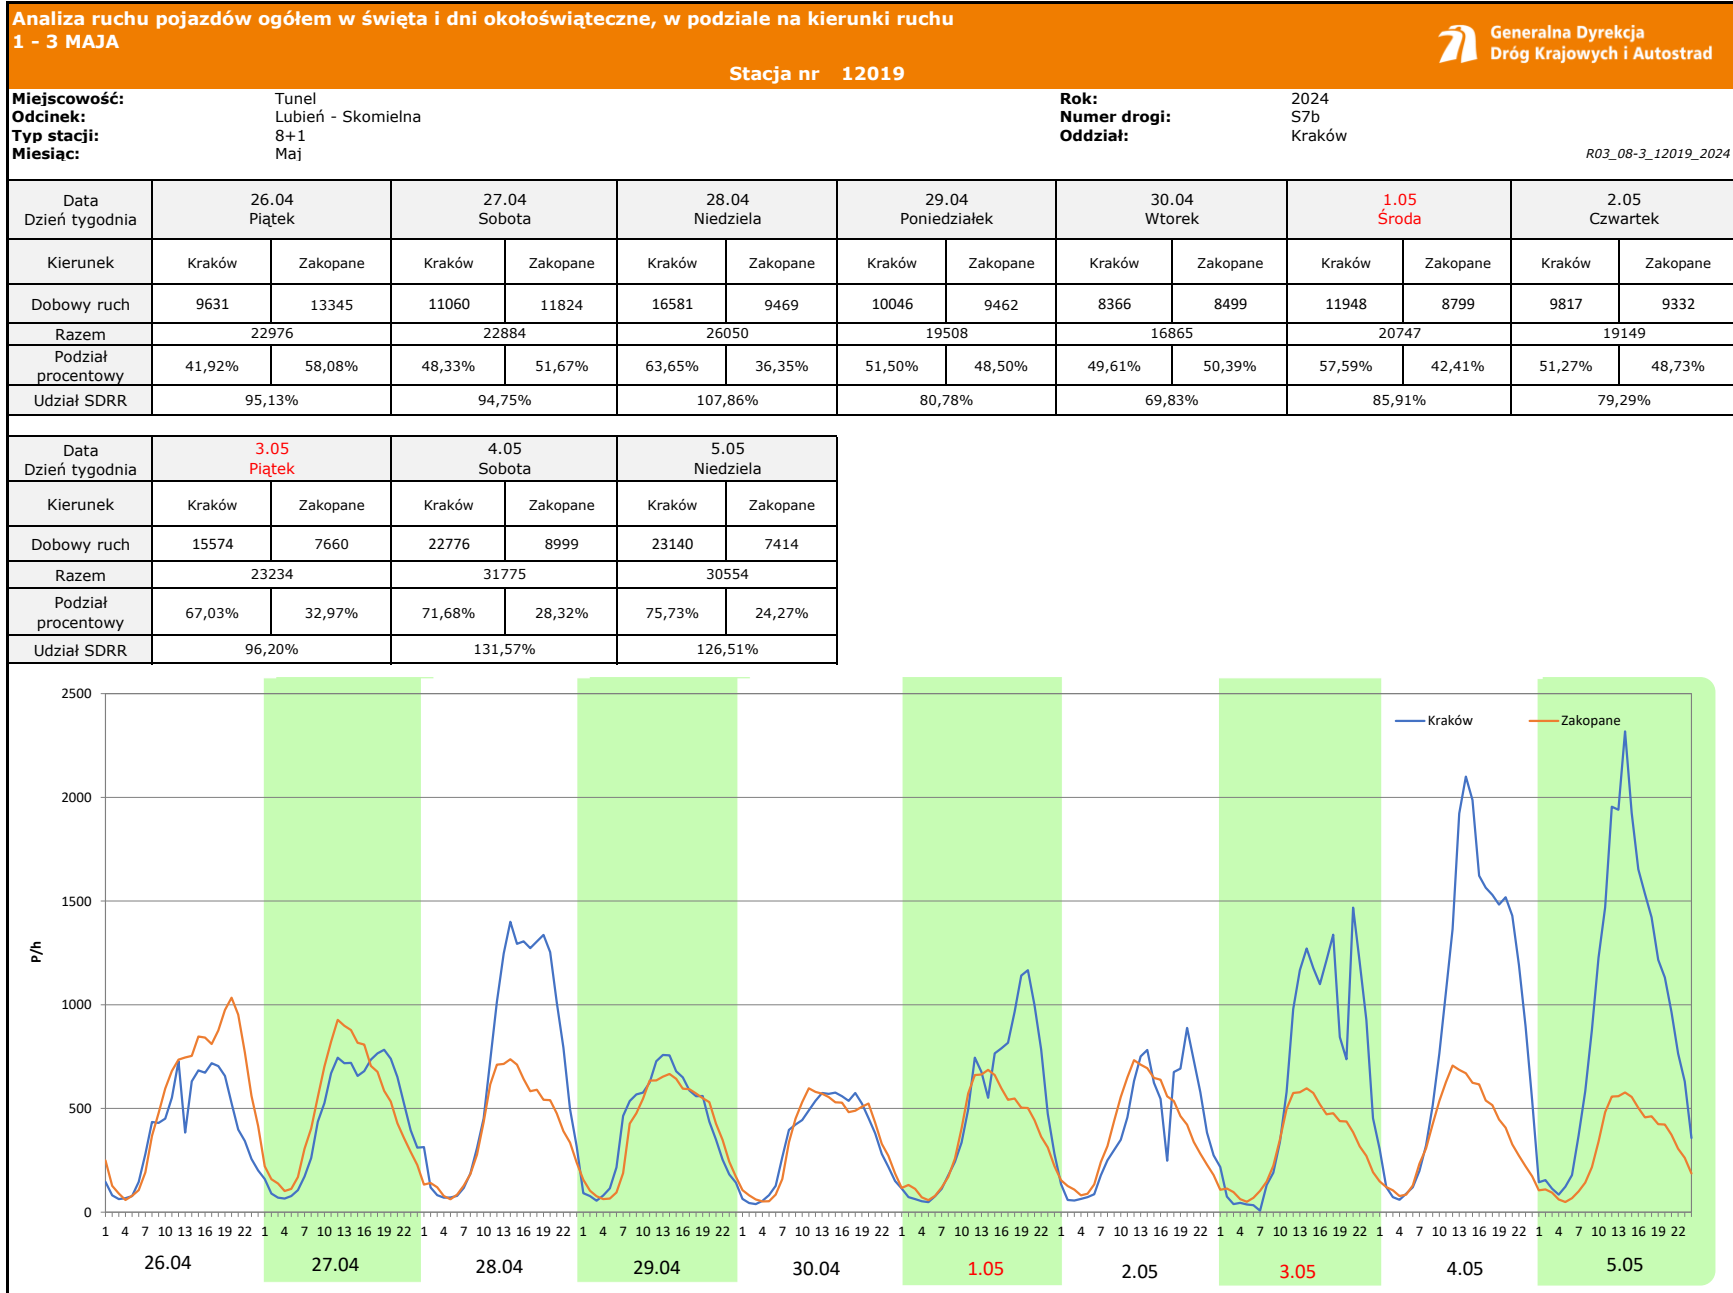 Analiza ruchu pojazdów ogółem w święta i dni okołoświąteczne, w podziale na kierunki ruchu
1 - 3 MAJA
Generalna Dyrekcja
Dróg Krajowych i Autostrad
Stacja nr 12019
Miejscowość: Tunel Rok: 2024
Odcinek: Lubień - Skomielna Numer drogi: S7b
Typ stacji: 8+1 Oddział: Kraków
Miesiąc: Maj
R03_08-3_12019_2024
Data 26.04 27.04 28.04 29.04 30.04 1.05 2.05
Dzień tygodnia Piątek Sobota Niedziela Poniedziałek Wtorek Środa Czwartek
Kierunek Kraków Zakopane Kraków Zakopane Kraków Zakopane Kraków Zakopane Kraków Zakopane Kraków Zakopane Kraków Zakopane
Dobowy ruch 9631 13345 11060 11824 16581 9469 10046 9462 8366 8499 11948 8799 9817 9332
Razem 22976 22884 26050 19508 16865 20747 19149
Podział
procentowy 41,92% 58,08% 48,33% 51,67% 63,65% 36,35% 51,50% 48,50% 49,61% 50,39% 57,59% 42,41% 51,27% 48,73%
Udział SDRR 95,13% 94,75% 107,86% 80,78% 69,83% 85,91% 79,29%
Data 3.05 4.05 5.05
Dzień tygodnia Piątek Sobota Niedziela
Kierunek Kraków Zakopane Kraków Zakopane Kraków Zakopane
Dobowy ruch 15574 7660 22776 8999 23140 7414
Razem 23234 31775 30554
Podział
procentowy 67,03% 32,97% 71,68% 28,32% 75,73% 24,27%
Udział SDRR 96,20% 131,57% 126,51%
2500
Kraków Zakopane
2000
1500
P/h
1000
500
0
1 4 7 10 13 16 19 22 1 4 7 10 13 16 19 22 1 4 7 10 13 16 19 22 1 4 7 10 13 16 19 22 1 4 7 10 13 16 19 22 1 4 7 10 13 16 19 22 1 4 7 10 13 16 19 22 1 4 7 10 13 16 19 22 1 4 7 10 13 16 19 22 1 4 7 10 13 16 19 22
26.04 27.04 28.04 29.04 30.04 1.05 2.05 3.05 4.05 5.05